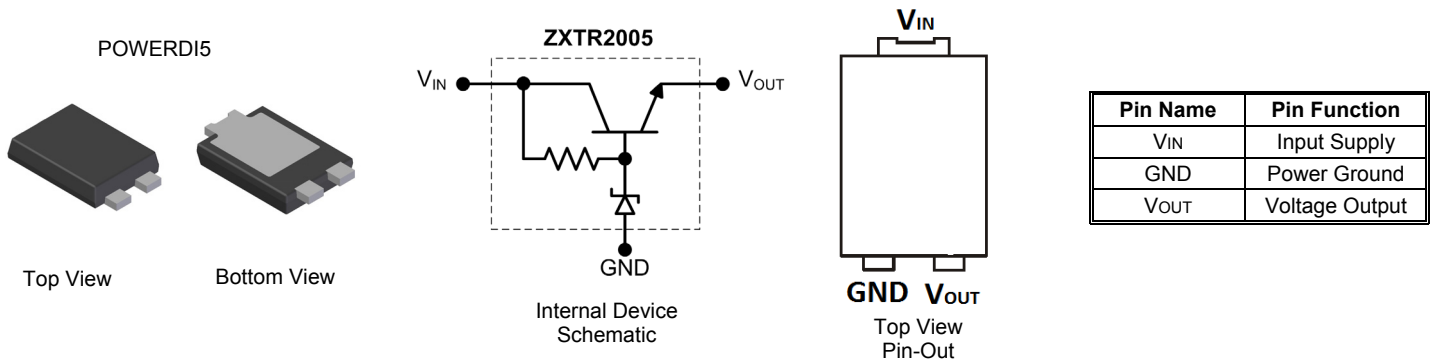 POWERDI5
Top View
Bottom View
ZXTR2005
VIN
VOUT
GND
Internal Device
Schematic
VIN
GND VOUT
Top View
Pin-Out
Pin Name Pin Function
VIN Input Supply
GND Power Ground
VOUT Voltage Output